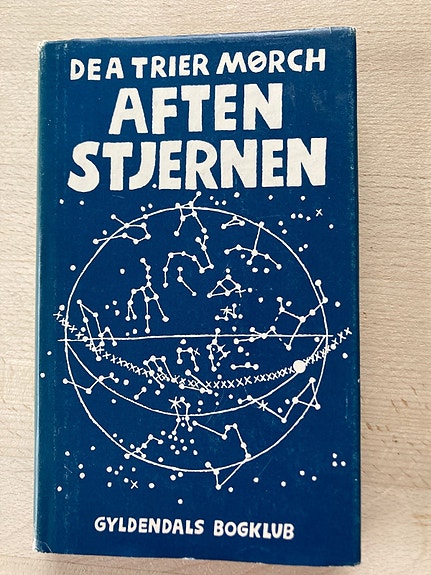 DEA TRIER MØRCH
AFTEN
STJERNEN
GYLDENDALS BOGKLUB